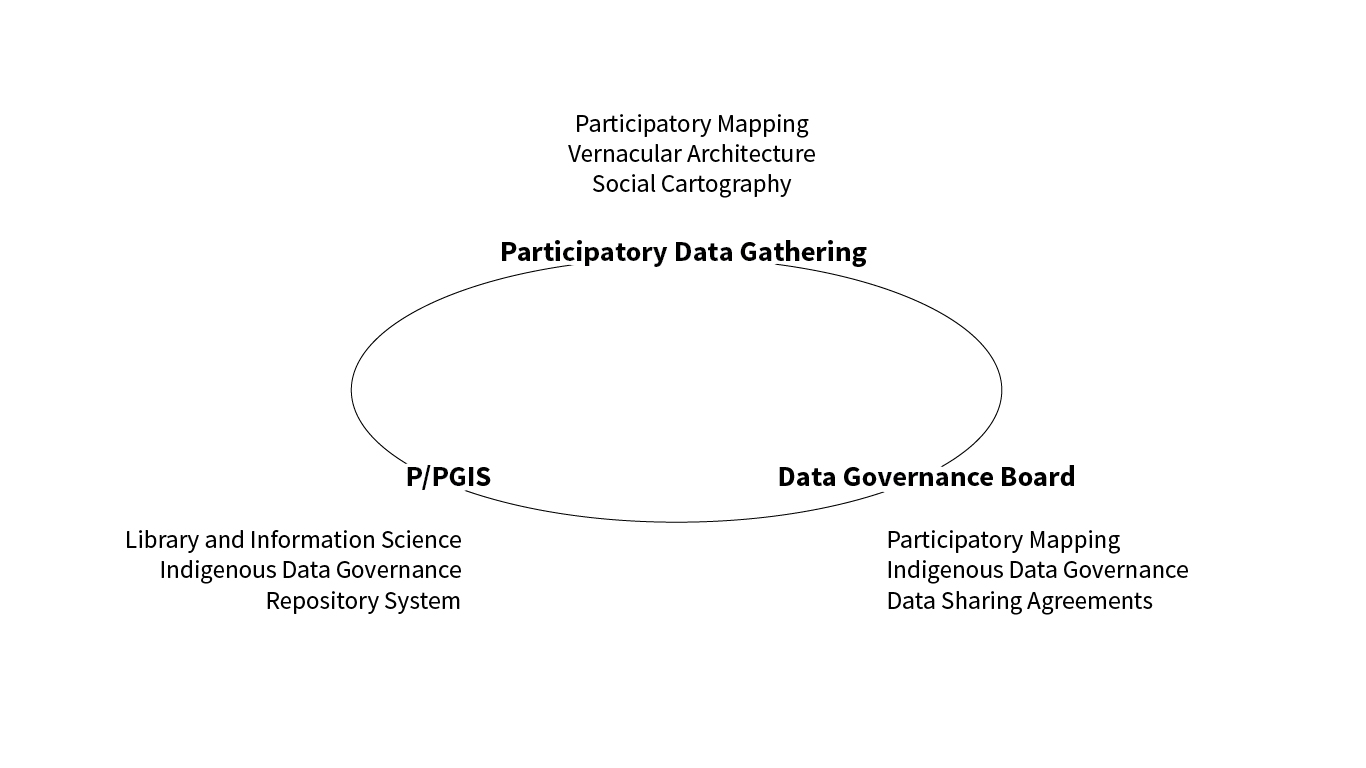 Participatory Mapping
Vernacular Architecture
Social Cartography
Participatory Data Gathering
P/PGIS
Library and Information Science
Indigenous Data Governance
Repository System
Data Governance Board
Participatory Mapping
Indigenous Data Governance
Data Sharing Agreements